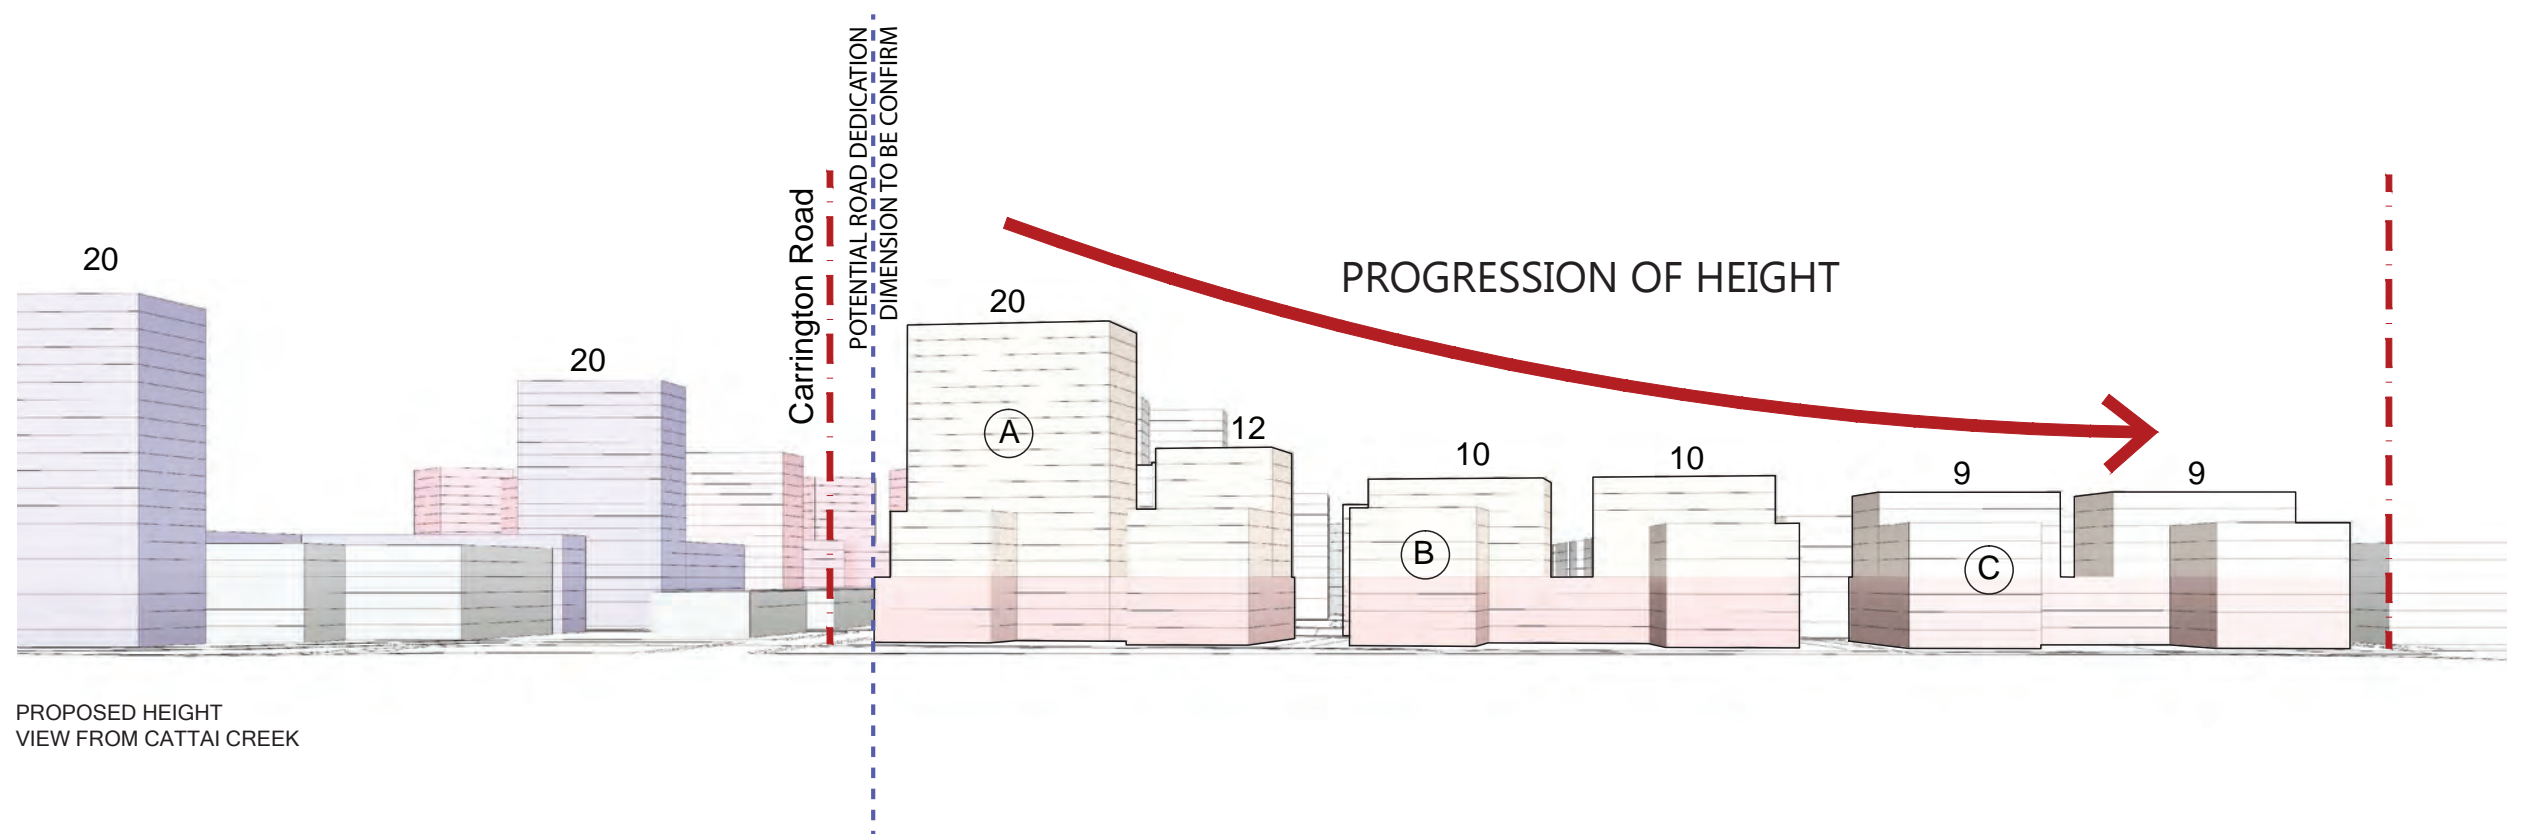 20
20
Carrington Road
POTENTIAL ROAD DEDICATION
DIMENSION TO BE CONFIRM
PROGRESSION OF HEIGHT
20
12
10
10
9
9
A
B
C
PROPOSED HEIGHT
VIEW FROM CATTAI CREEK